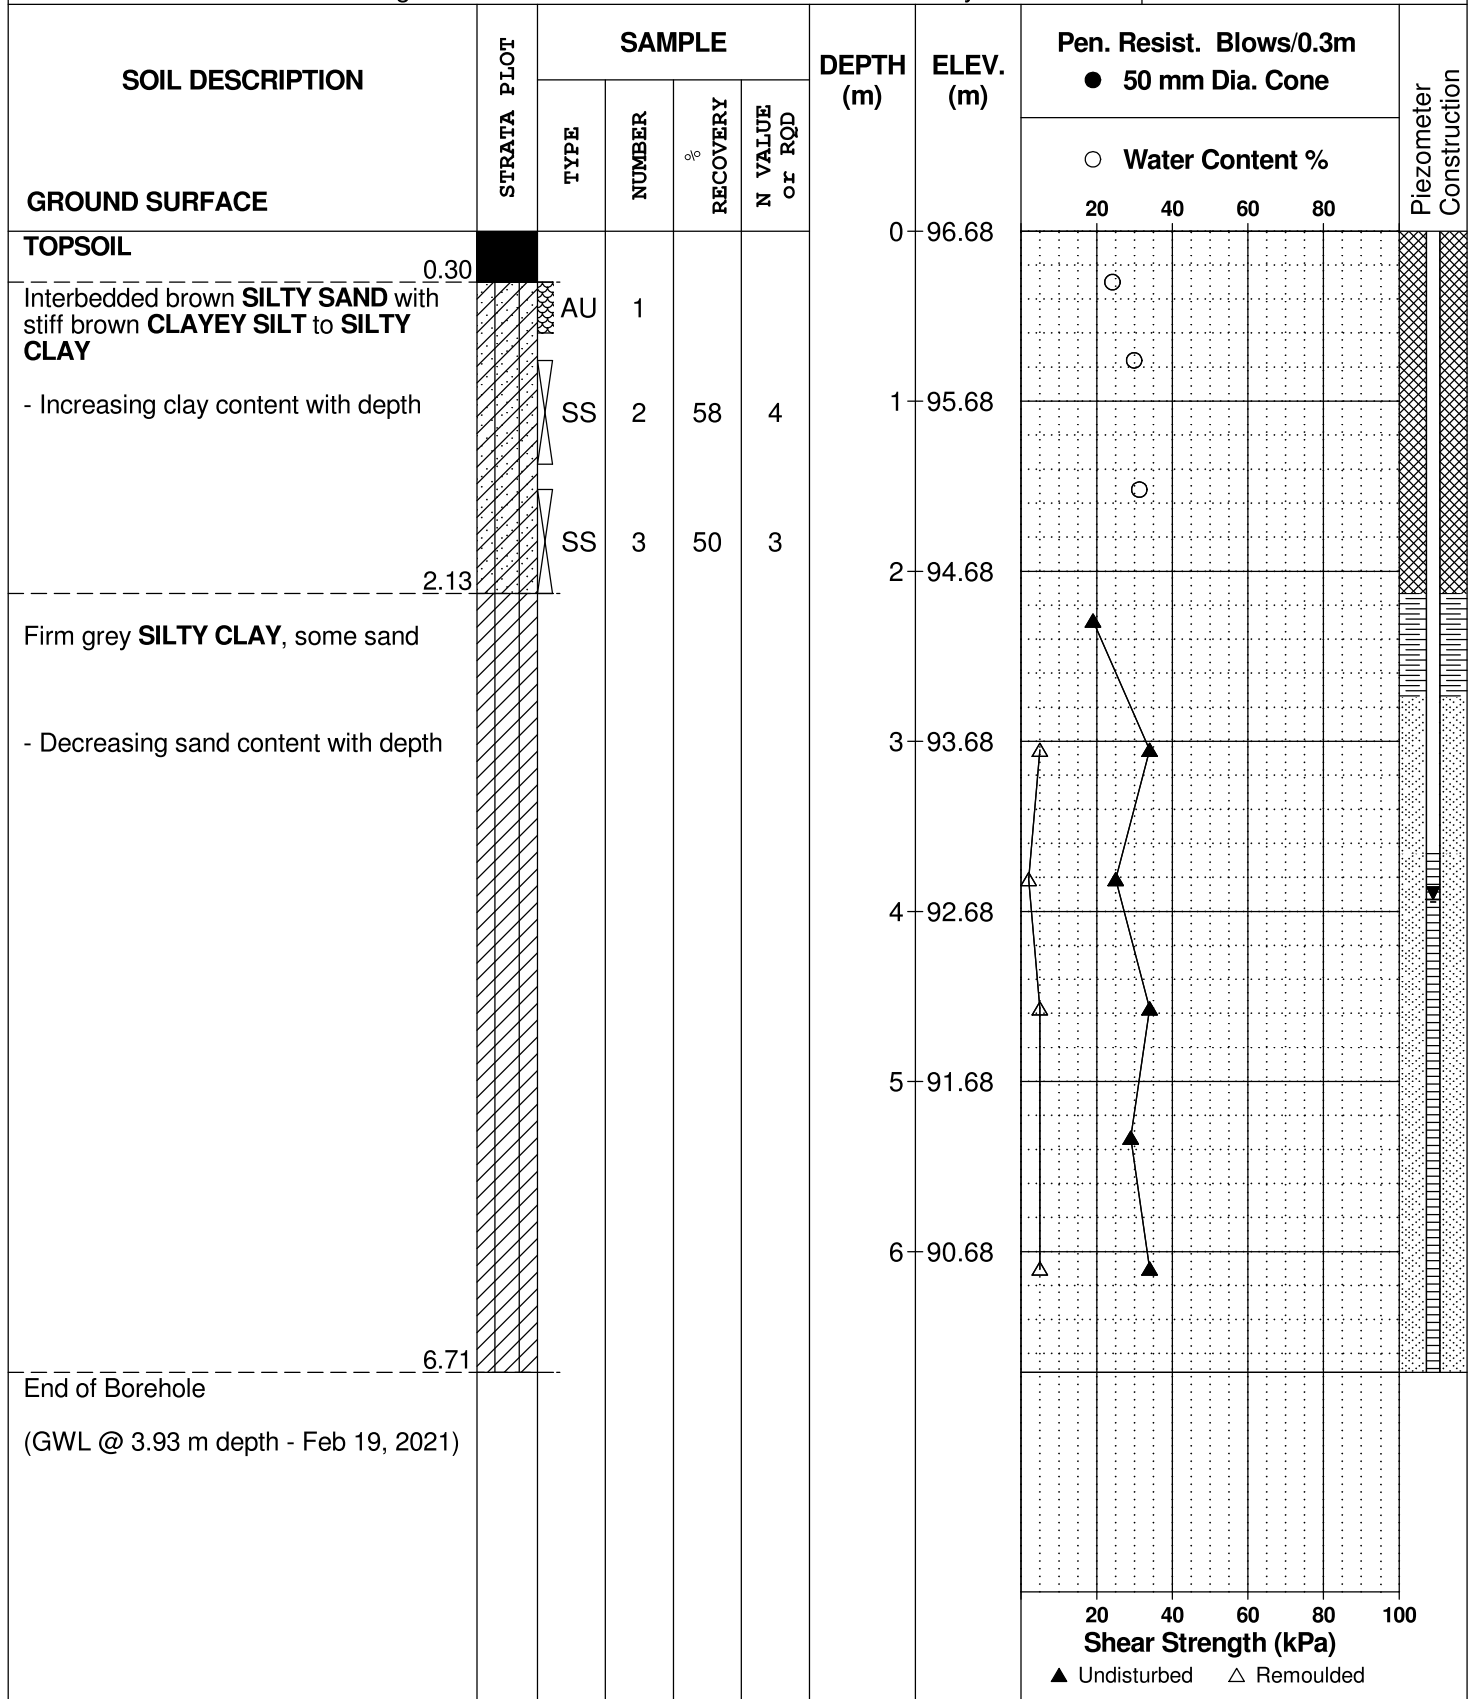 SOIL DESCRIPTION
GROUND SURFACE
STRATA PLOT
SAMPLE
TYPE
NUMBER
%
RECOVERY
N VALUE
or RQD
DEPTH
(m)
ELEV.
(m)
Pen. Resist. Blows/0.3m
50 mm Dia. Cone
Water Content %
20 40 60 80
Piezometer
Construction
TOPSOIL
0.30
Interbedded brown SILTY SAND with
stiff brown CLAYEY SILT to SILTY
CLAY
- Increasing clay content with depth
2.13
Firm grey SILTY CLAY, some sand
- Decreasing sand content with depth
6.71
End of Borehole
(GWL @ 3.93 m depth - Feb 19, 2021)
AU 1
SS 2 58 4
SS 3 50 3
0 96.68
1 95.68
2 94.68
3 93.68
4 92.68
5 91.68
6 90.68
20 40 60 80 100
Shear Strength (kPa)
Undisturbed Remoulded